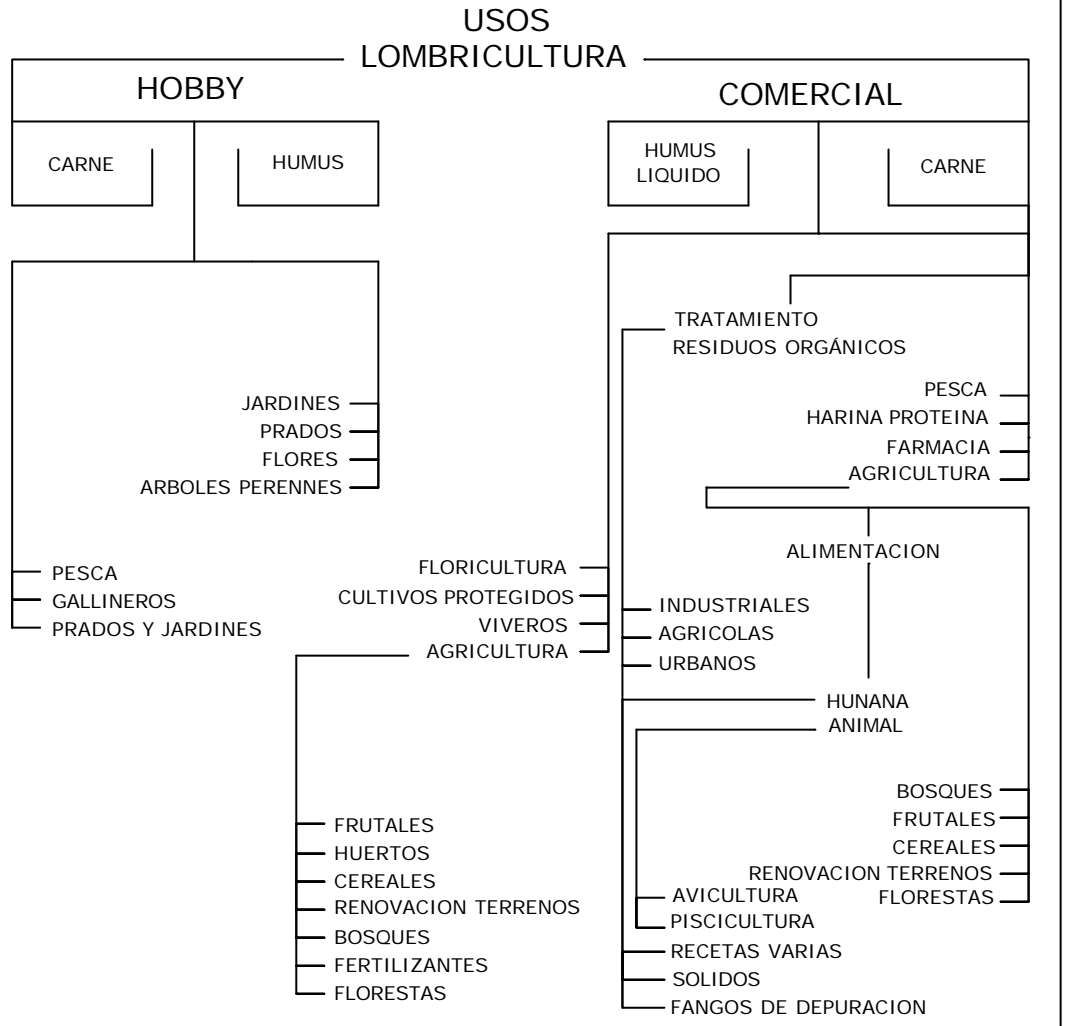 USOS
LOMBRICULTURA
HOBBY
COMERCIAL
CARNE
HUMUS
HUMUS
LIQUIDO
CARNE
TRATAMIENTO
RESIDUOS ORGÁNICOS
PESCA
HARINA PROTEINA
FARMACIA
AGRICULTURA
JARDINES
PRADOS
FLORES
ARBOLES PERENNES
ALIMENTACION
PESCA
GALLINEROS
PRADOS Y JARDINES
FLORICULTURA
CULTIVOS PROTEGIDOS
VIVEROS
AGRICULTURA
INDUSTRIALES
AGRICOLAS
URBANOS
HUNANA
ANIMAL
FRUTALES
HUERTOS
CEREALES
RENOVACION TERRENOS
BOSQUES
FERTILIZANTES
FLORESTAS
BOSQUES
FRUTALES
CEREALES
RENOVACION TERRENOS
FLORESTAS
AVICULTURA
PISCICULTURA
RECETAS VARIAS
SOLIDOS
FANGOS DE DEPURACION